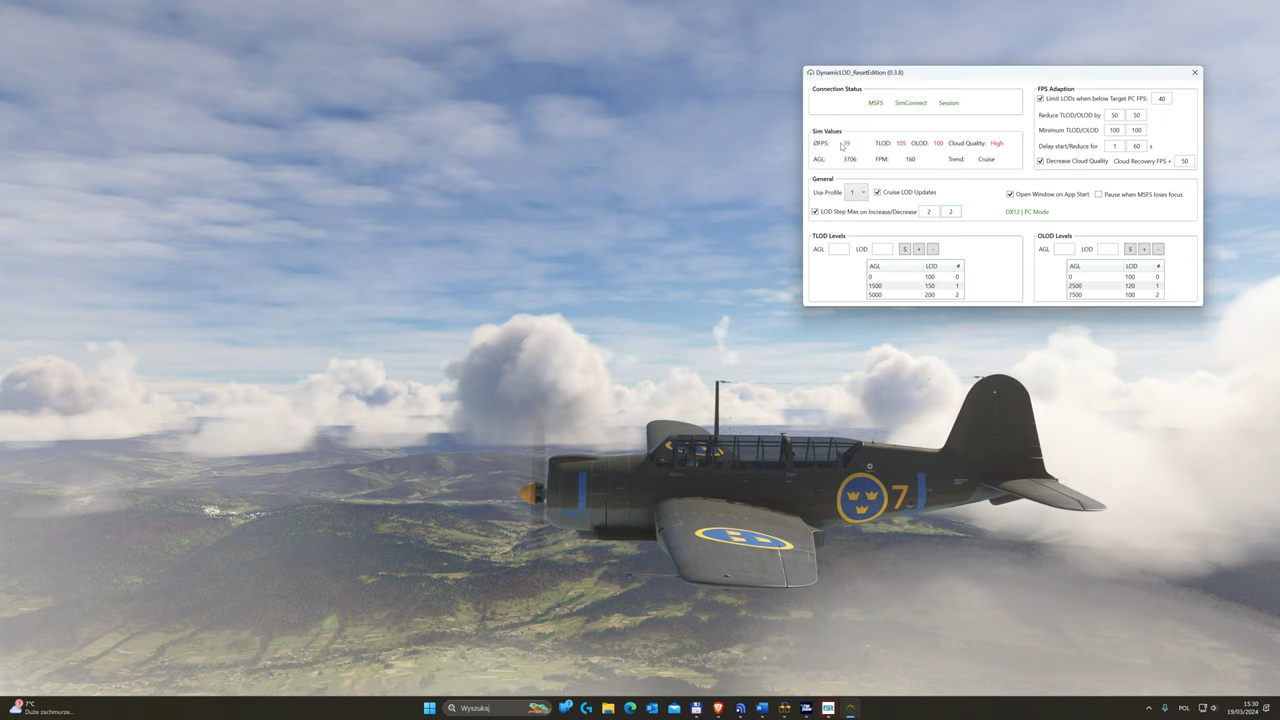 DynamicLOD_ResetEdition (0.3.8)
Connection Status
MSFS SimConnect Session
Sim Values
ØFPS: 39 TLOD: 105 OLOD: 100 Cloud Quality: High
AGL: 3706 FPM: 160 Trend: Cruise
FPS Adaption
Limit LODs when below Target PC FPS: 40
Reduce TLOD/OLOD by 50 50
Minimum TLOD/OLOD 100 100
Delay start/Reduce for 1 60 s
Decrease Cloud Quality Cloud Recovery FPS + 50
General
Use Profile 1 Cruise LOD Updates Open Window on App Start Pause when MSFS loses focus
LOD Step Max on Increase/Decrease 2 2 DX12 | PC Mode
TLOD Levels
AGL LOD S + -
AGL LOD #
0 100 0
1500 150 1
5000 200 2
OLOD Levels
AGL LOD S + -
AGL LOD #
0 100 0
2500 120 1
7500 100 2
7
7°C
Duże zachmurze...
Wyszukaj
POL
15:30
19/03/2024